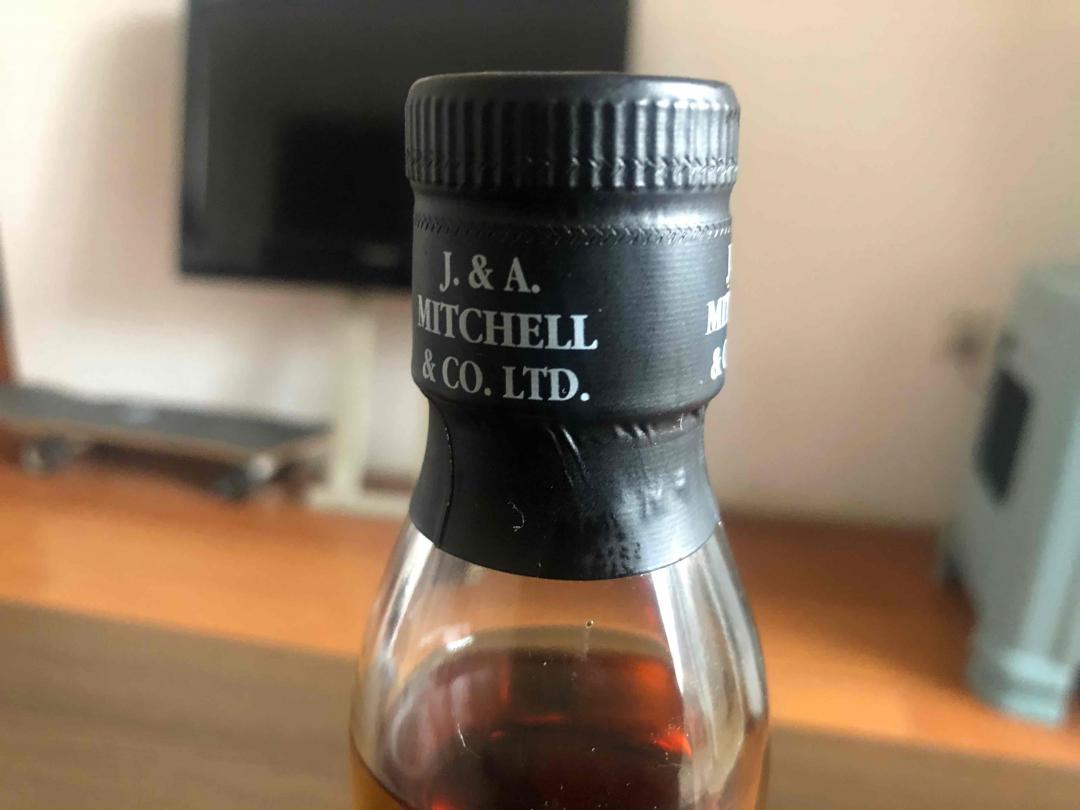 J. & A.
MITCHELL
& CO. LTD.